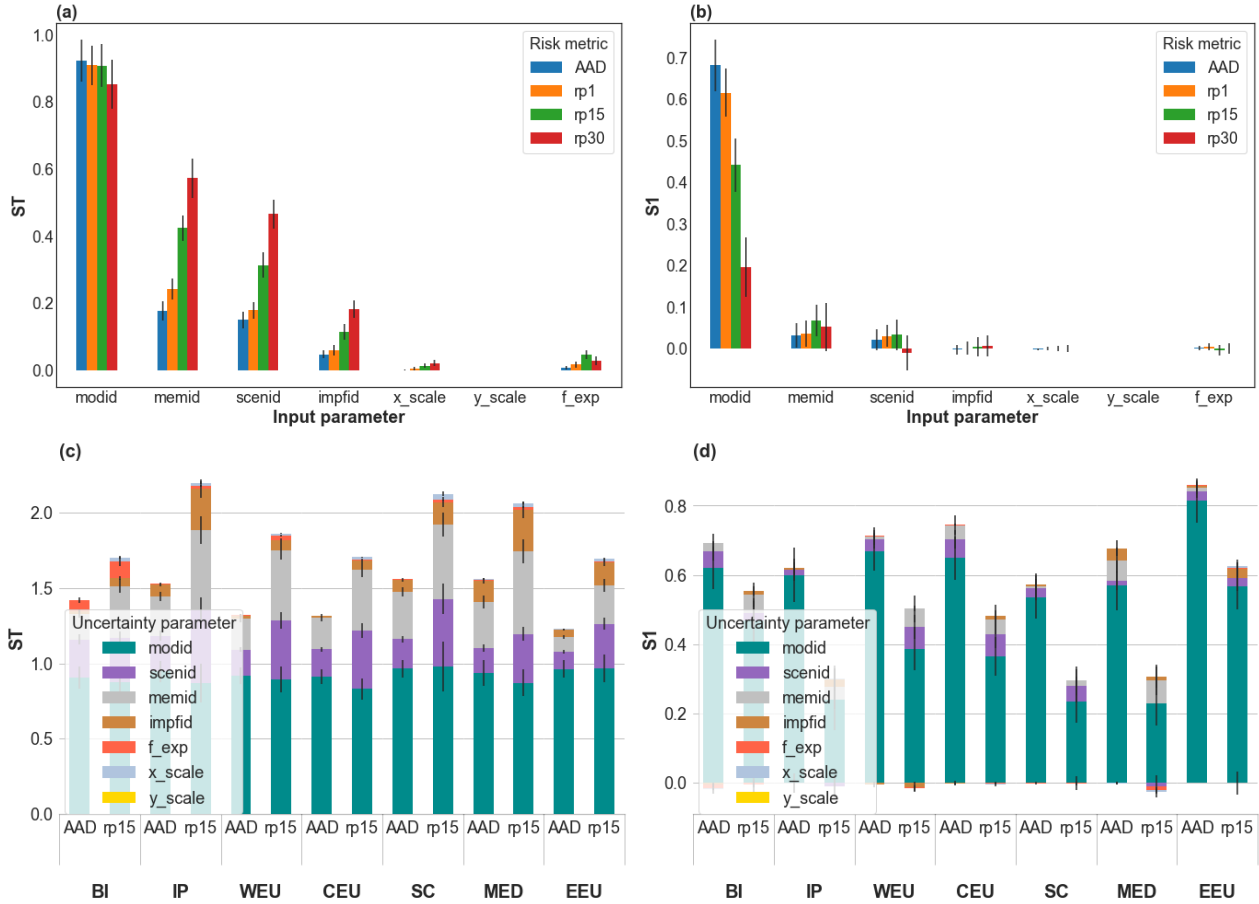 (a)
ST
1.0
0.8
0.6
0.4
0.2
0.0
Risk metric
AAD
rp1
rp15
rp30
modid memid scenid impfid x_scale y_scale f_exp
Input parameter
(b)
S1
0.7
0.6
0.5
0.4
0.3
0.2
0.1
0.0
Risk metric
AAD
rp1
rp15
rp30
modid memid scenid impfid x_scale y_scale f_exp
Input parameter
(c)
ST
2.0
1.5
1.0
0.5
0.0
Uncertainty parameter
modid
scenid
memid
impfid
f_exp
x_scale
y_scale
AAD rp15 AAD rp15 AAD rp15 AAD rp15 AAD rp15 AAD rp15 AAD rp15
BI IP WEU CEU SC MED EEU
(d)
S1
0.8
0.6
0.4
0.2
0.0
Uncertainty parameter
modid
scenid
memid
impfid
f_exp
x_scale
y_scale
AAD rp15 AAD rp15 AAD rp15 AAD rp15 AAD rp15 AAD rp15 AAD rp15
BI IP WEU CEU SC MED EEU